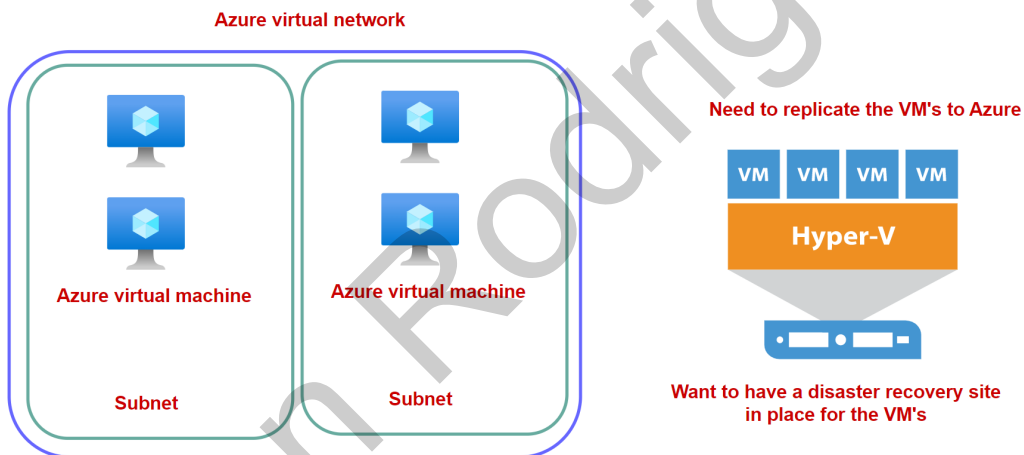 Azure virtual network
Azure virtual machine
Subnet
Azure virtual machine
Subnet
Need to replicate the VM's to Azure
VM VM VM VM
Hyper-V
Want to have a disaster recovery site
in place for the VM's
n Rodrig